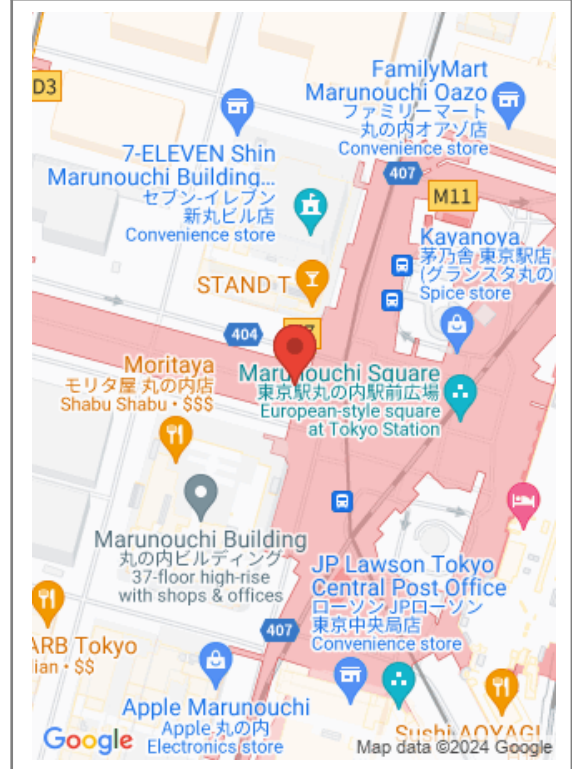 D3
FamilyMart
Marunouchi Oazo
ファミリーマート
丸の内オアゾ店
Convenience store
7-ELEVEN Shin
Marunouchi Building...
セブン-イレブン
新丸ビル店
Convenience store
407
M11
Kayanoya
茅乃舎 東京駅店
(グランスタ丸の
Spice store
STAND T
404
Moritaya
モリタ屋 丸の内店
Shabu Shabu • $$$
Marunouchi Square
東京駅丸の内駅前広場
European-style square
at Tokyo Station
Marunouchi Building
丸の内ビルディング
37-floor high-rise
with shops & offices
JP Lawson Tokyo
Central Post Office
ローソン JPローソン
東京中央局店
Convenience store
407
ARB Tokyo
lian • $$
Apple Marunouchi
Apple 丸の内
Electronics store
Sushi AOYAGI
Google
Map data ©2024 Google